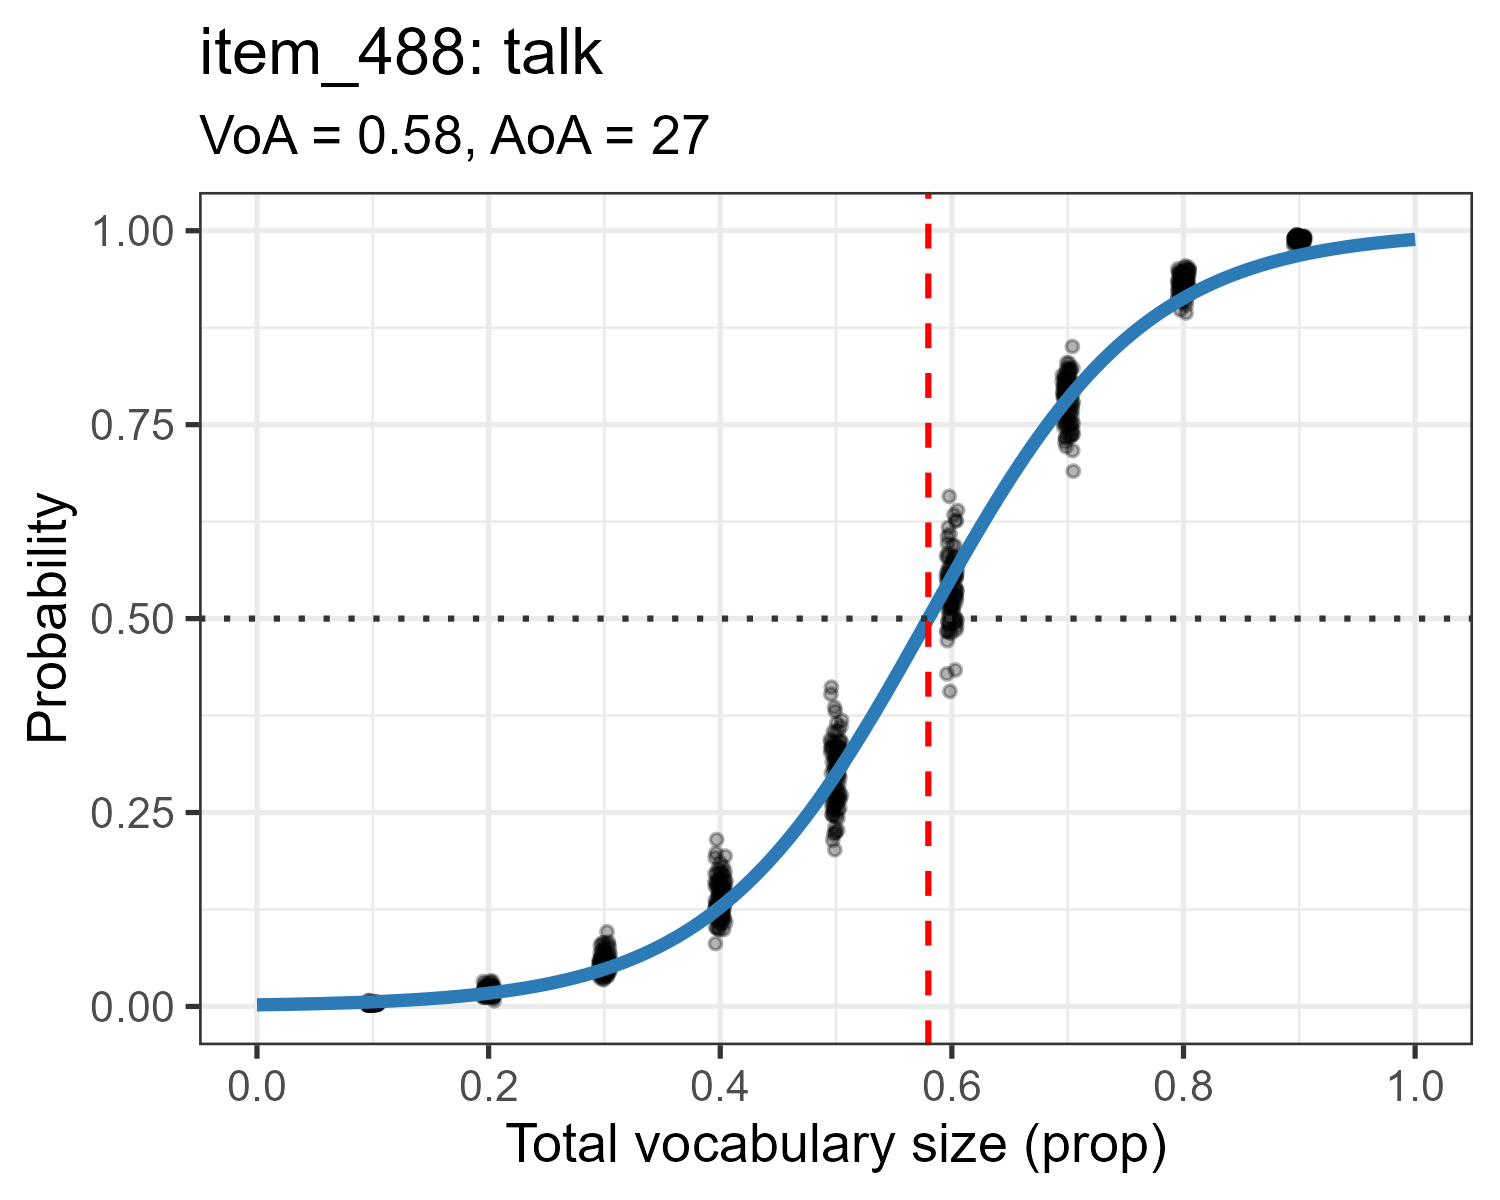 item_488: talk
VoA = 0.58, AoA = 27
Probability
1.00
0.75
0.50
0.25
0.00
0.0 0.2 0.4 0.6 0.8 1.0
Total vocabulary size (prop)